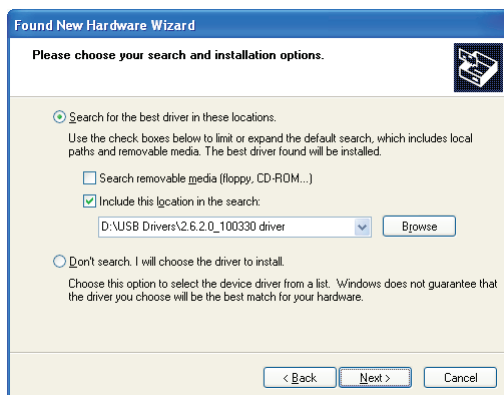 Found New Hardware Wizard
Please choose your search and installation options.
Search for the best driver in these locations.
Use the check boxes below to limit or expand the default search, which includes local
paths and removable media. The best driver found will be installed.
Search removable media (floppy, CD-ROM...)
Include this location in the search:
D:\USB Drivers\2.6.2.0_100330 driver
Browse
Don't search. I will choose the driver to install.
Choose this option to select the device driver from a list. Windows does not guarantee that
the driver you choose will be the best match for your hardware.
< Back
Next >
Cancel